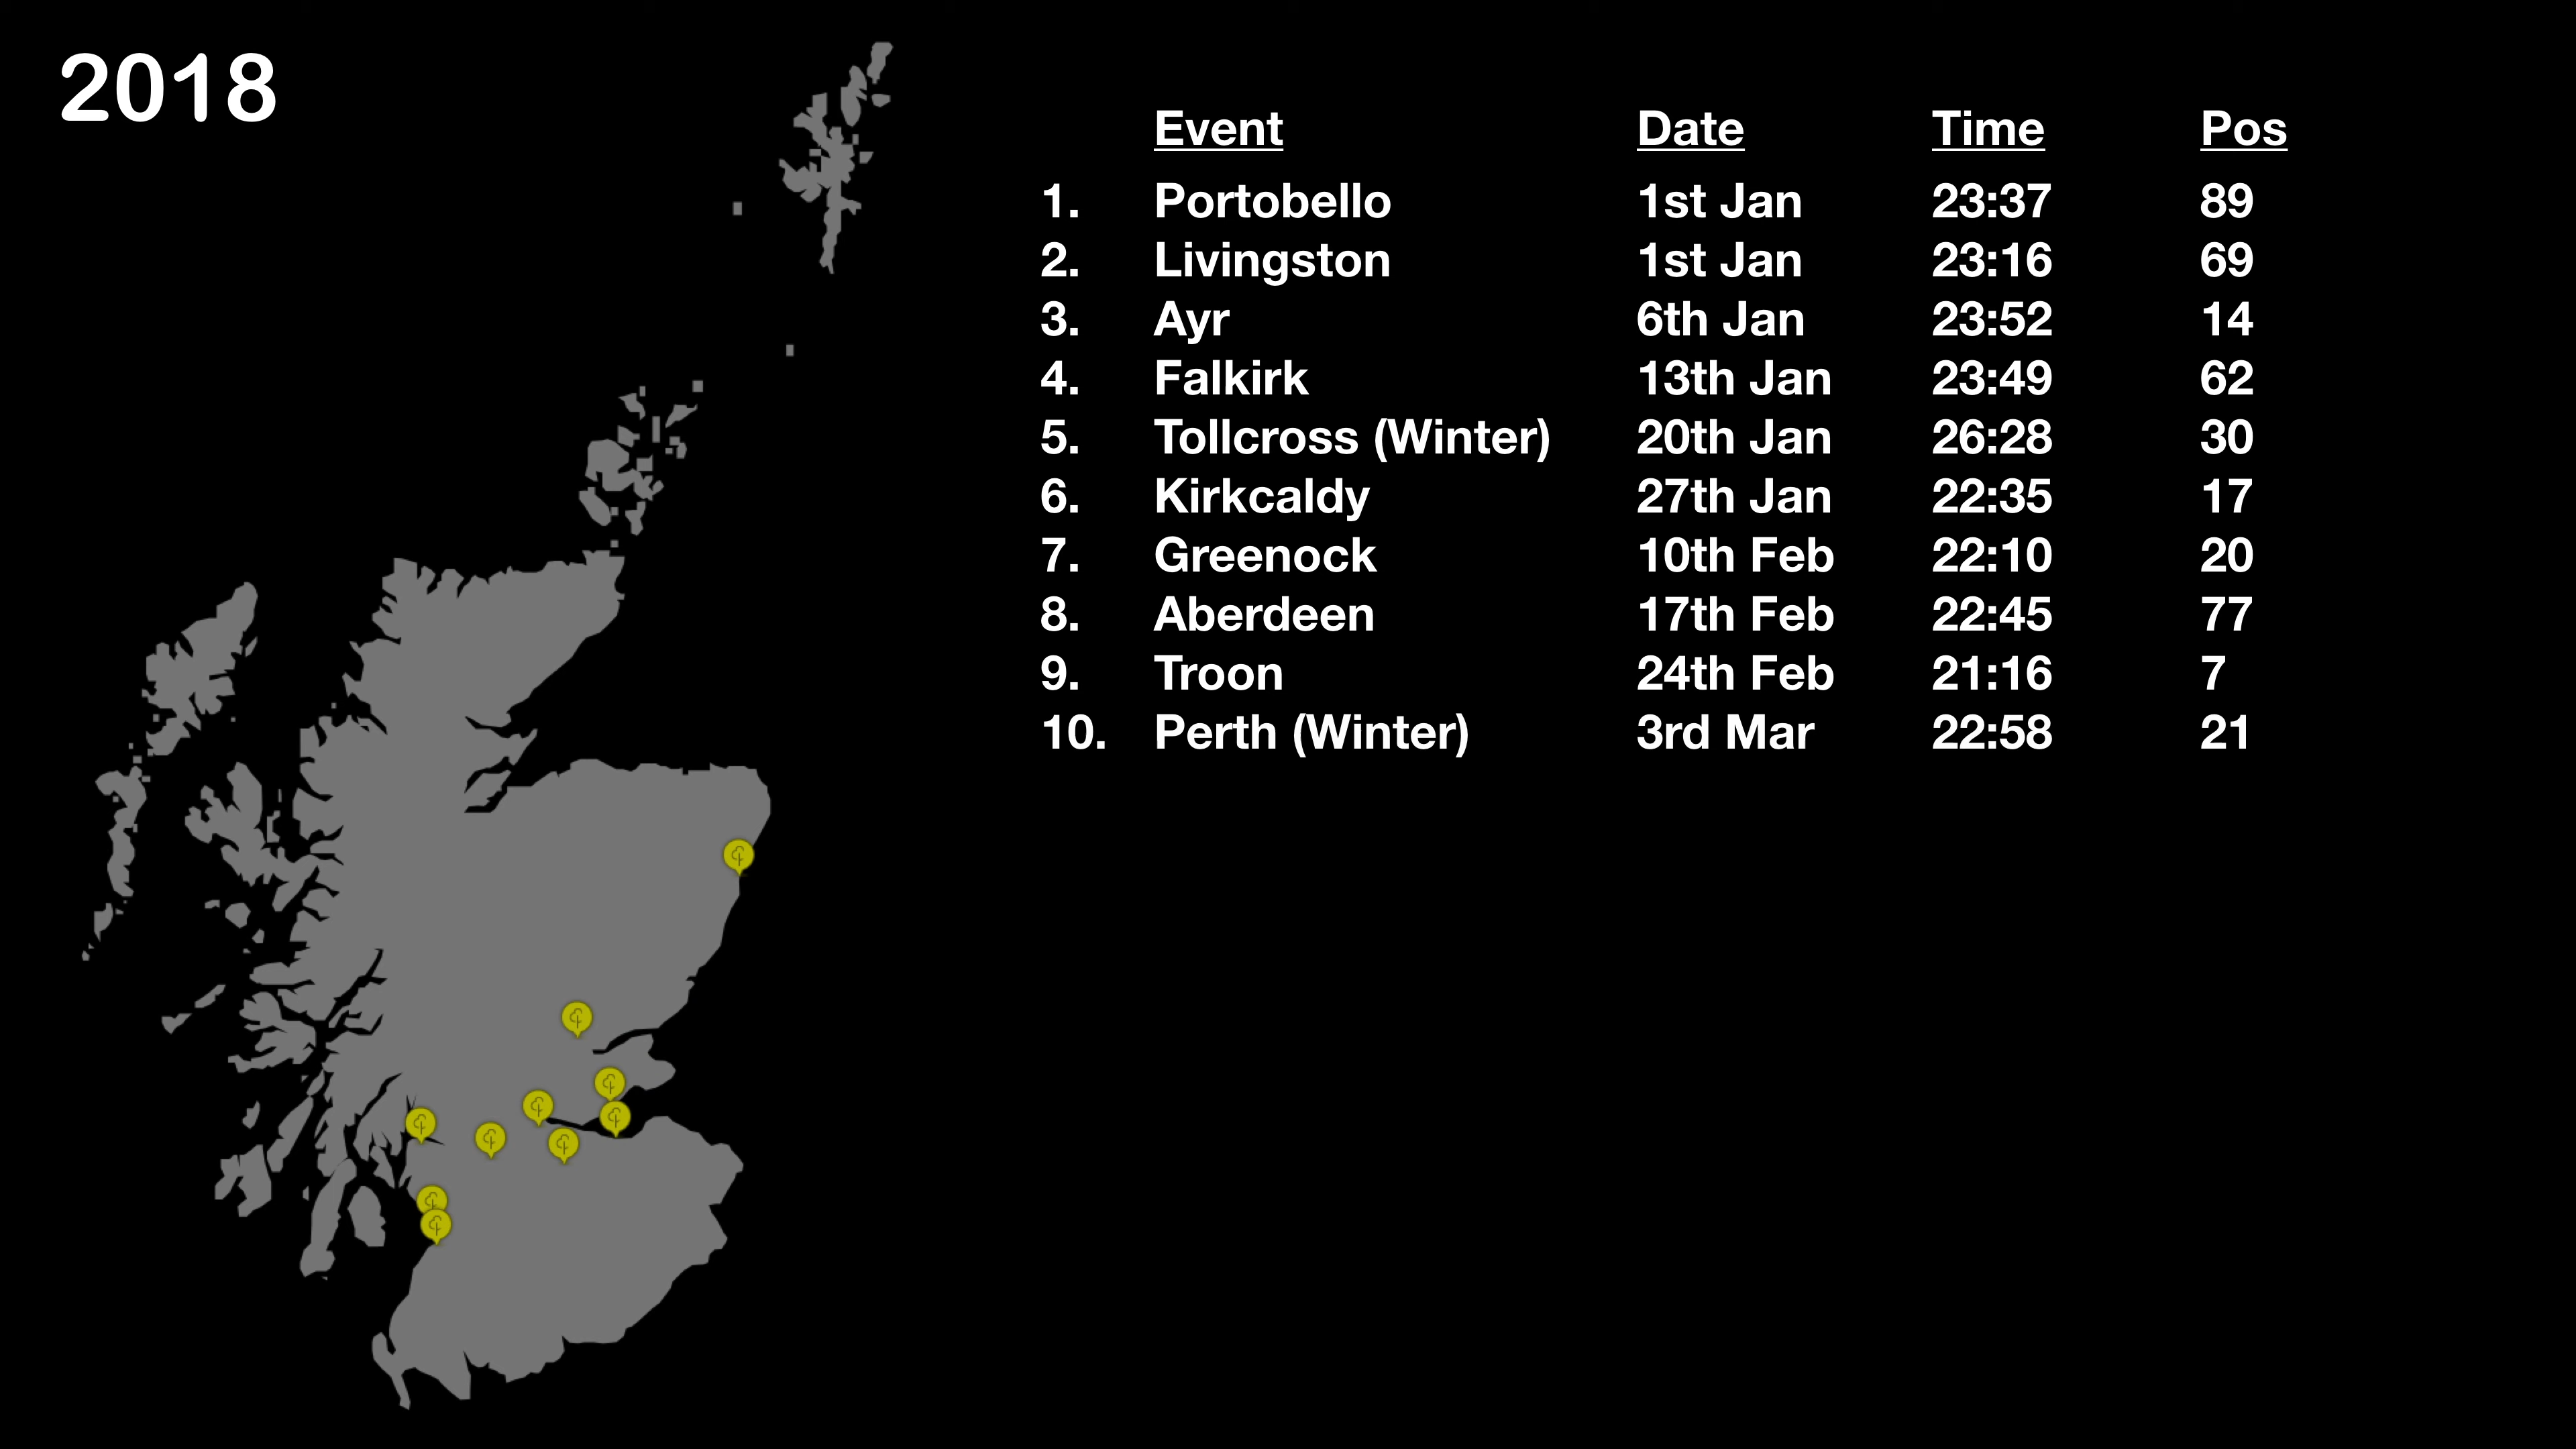 2018
Event Date Time Pos
1. Portobello 1st Jan 23:37 89
2. Livingston 1st Jan 23:16 69
3. Ayr 6th Jan 23:52 14
4. Falkirk 13th Jan 23:49 62
5. Tollcross (Winter) 20th Jan 26:28 30
6. Kirkcaldy 27th Jan 22:35 17
7. Greenock 10th Feb 22:10 20
8. Aberdeen 17th Feb 22:45 77
9. Troon 24th Feb 21:16 7
10. Perth (Winter) 3rd Mar 22:58 21